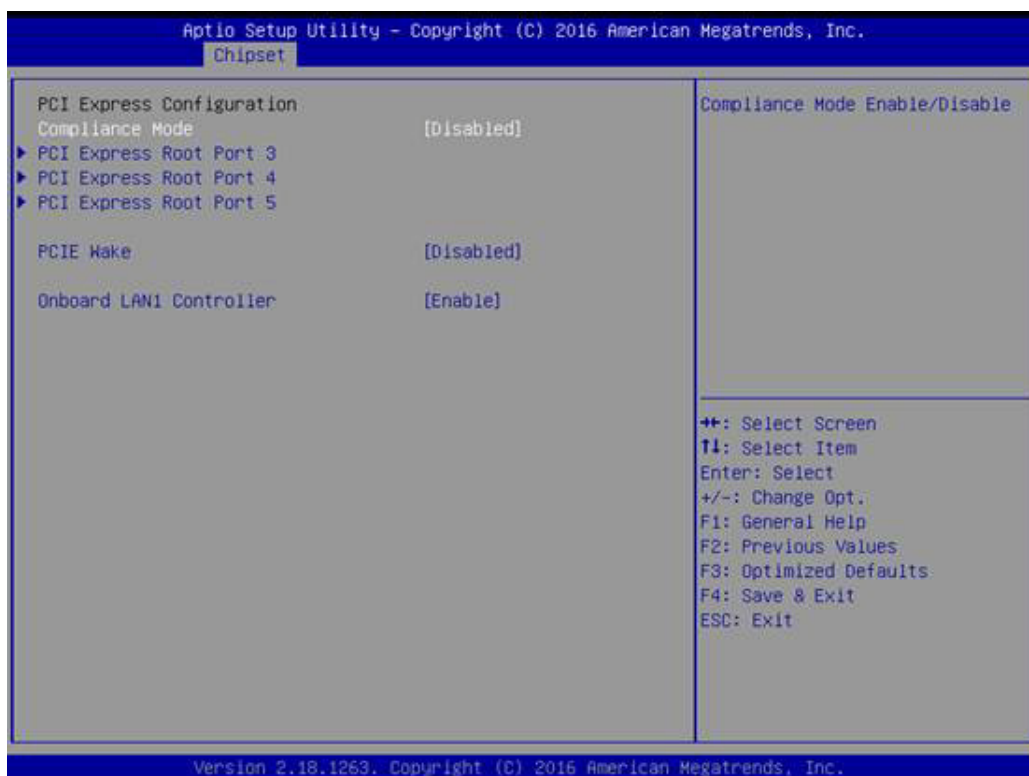 Aptio Setup Utility – Copyright (C) 2016 American Megatrends, Inc.
Chipset
PCI Express Configuration
Compliance Mode [Disabled]
PCI Express Root Port 3
PCI Express Root Port 4
PCI Express Root Port 5
PCIE Wake [Disabled]
Onboard LAN1 Controller [Enable]
Compliance Mode Enable/Disable
→←: Select Screen
↑↓: Select Item
Enter: Select
+/-: Change Opt.
F1: General Help
F2: Previous Values
F3: Optimized Defaults
F4: Save & Exit
ESC: Exit
Version 2.18.1263. Copyright (C) 2016 American Megatrends, Inc.